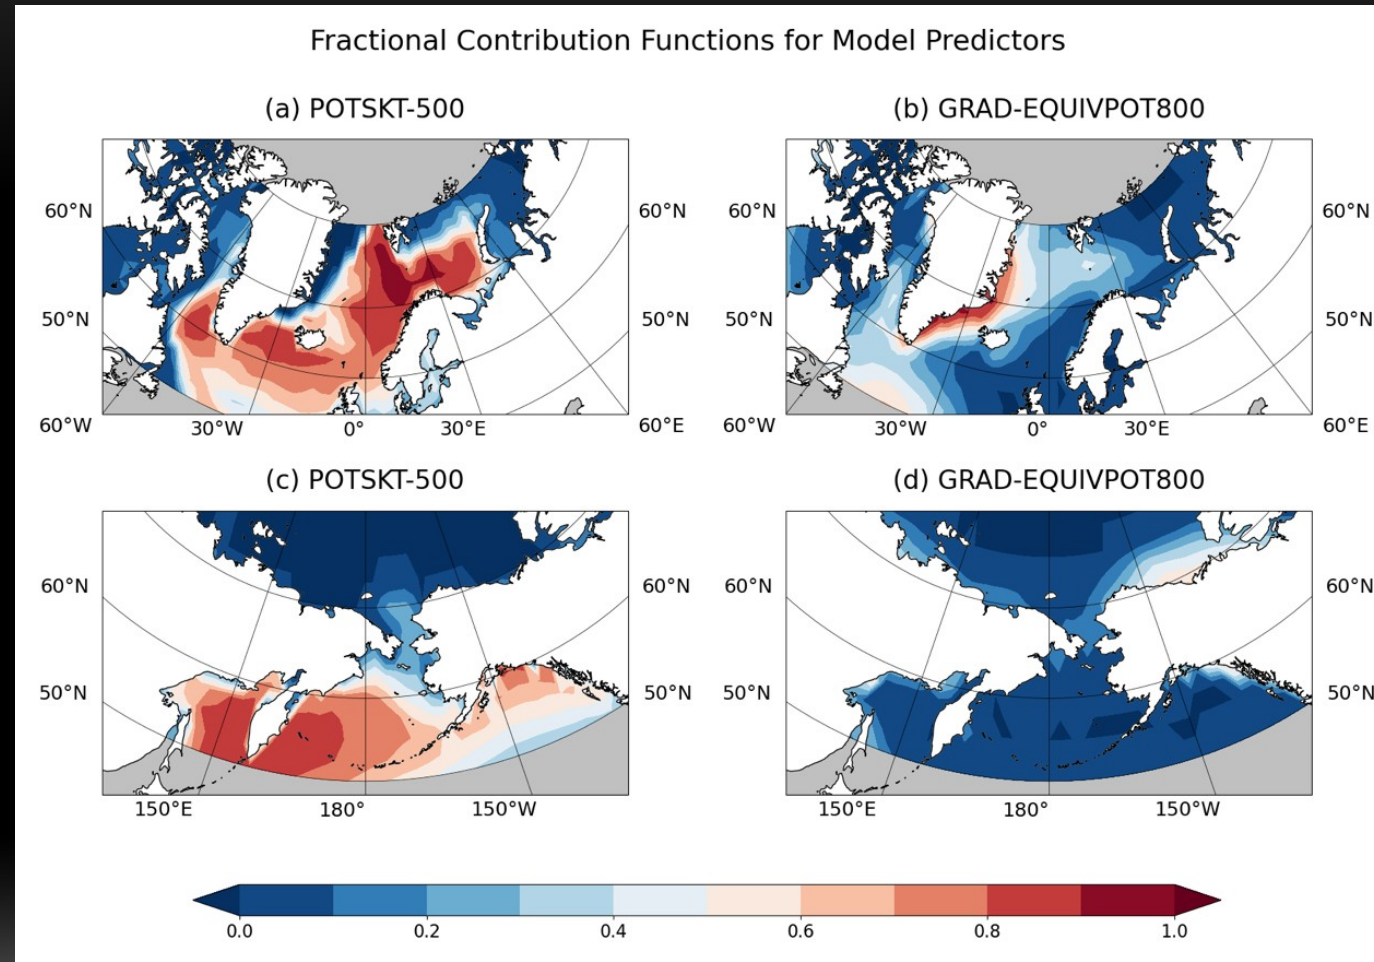 Fractional Contribution Functions for Model Predictors
(a) POTSKT-500
(b) GRAD-EQUIVPOT800
60°N
60°N
60°N
60°N
50°N
50°N
50°N
50°N
60°W
30°W
0°
30°E
60°E
60°W
30°W
0°
30°E
60°E
(c) POTSKT-500
(d) GRAD-EQUIVPOT800
60°N
60°N
60°N
60°N
50°N
50°N
50°N
50°N
150°E
180°
150°W
150°E
180°
150°W
0.0
0.2
0.4
0.6
0.8
1.0